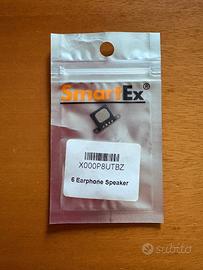 SmartEx®
X000P8UTBZ
6 Earphone Speaker
subito